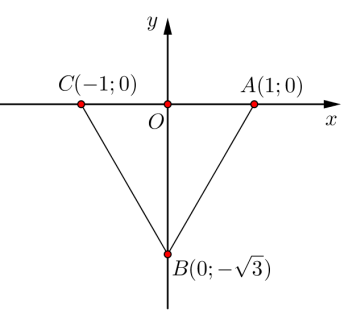 y
C(−1; 0) A(1; 0)
O x
B(0; −√3)